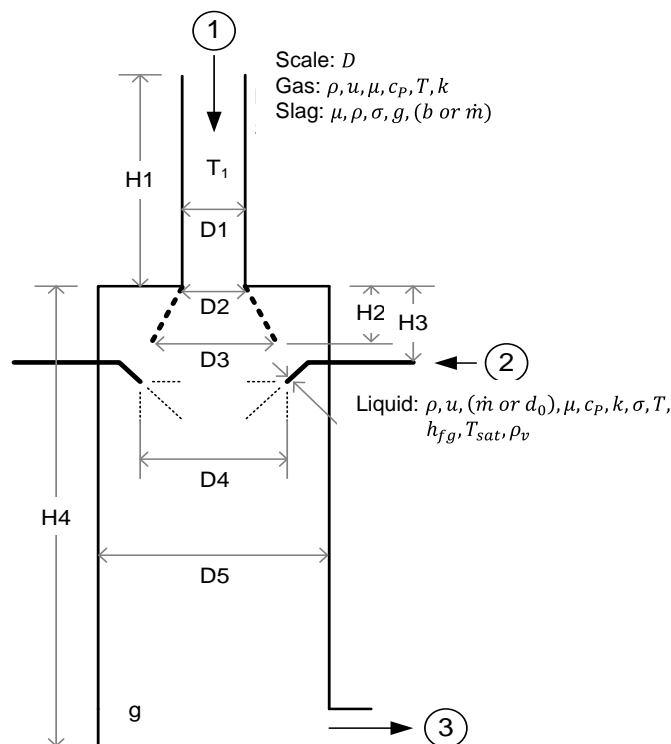 1
Scale: D
Gas: ρ, u, μ, c_P, T, k
Slag: μ, ρ, σ, g, (b or ṁ)
T₁
H1
D1
D2
H2
H3
D3
2
Liquid: ρ, u, (ṁ or d₀), μ, c_P, k, σ, T,
h_fg, T_sat, ρ_v
D4
H4
D5
g
3